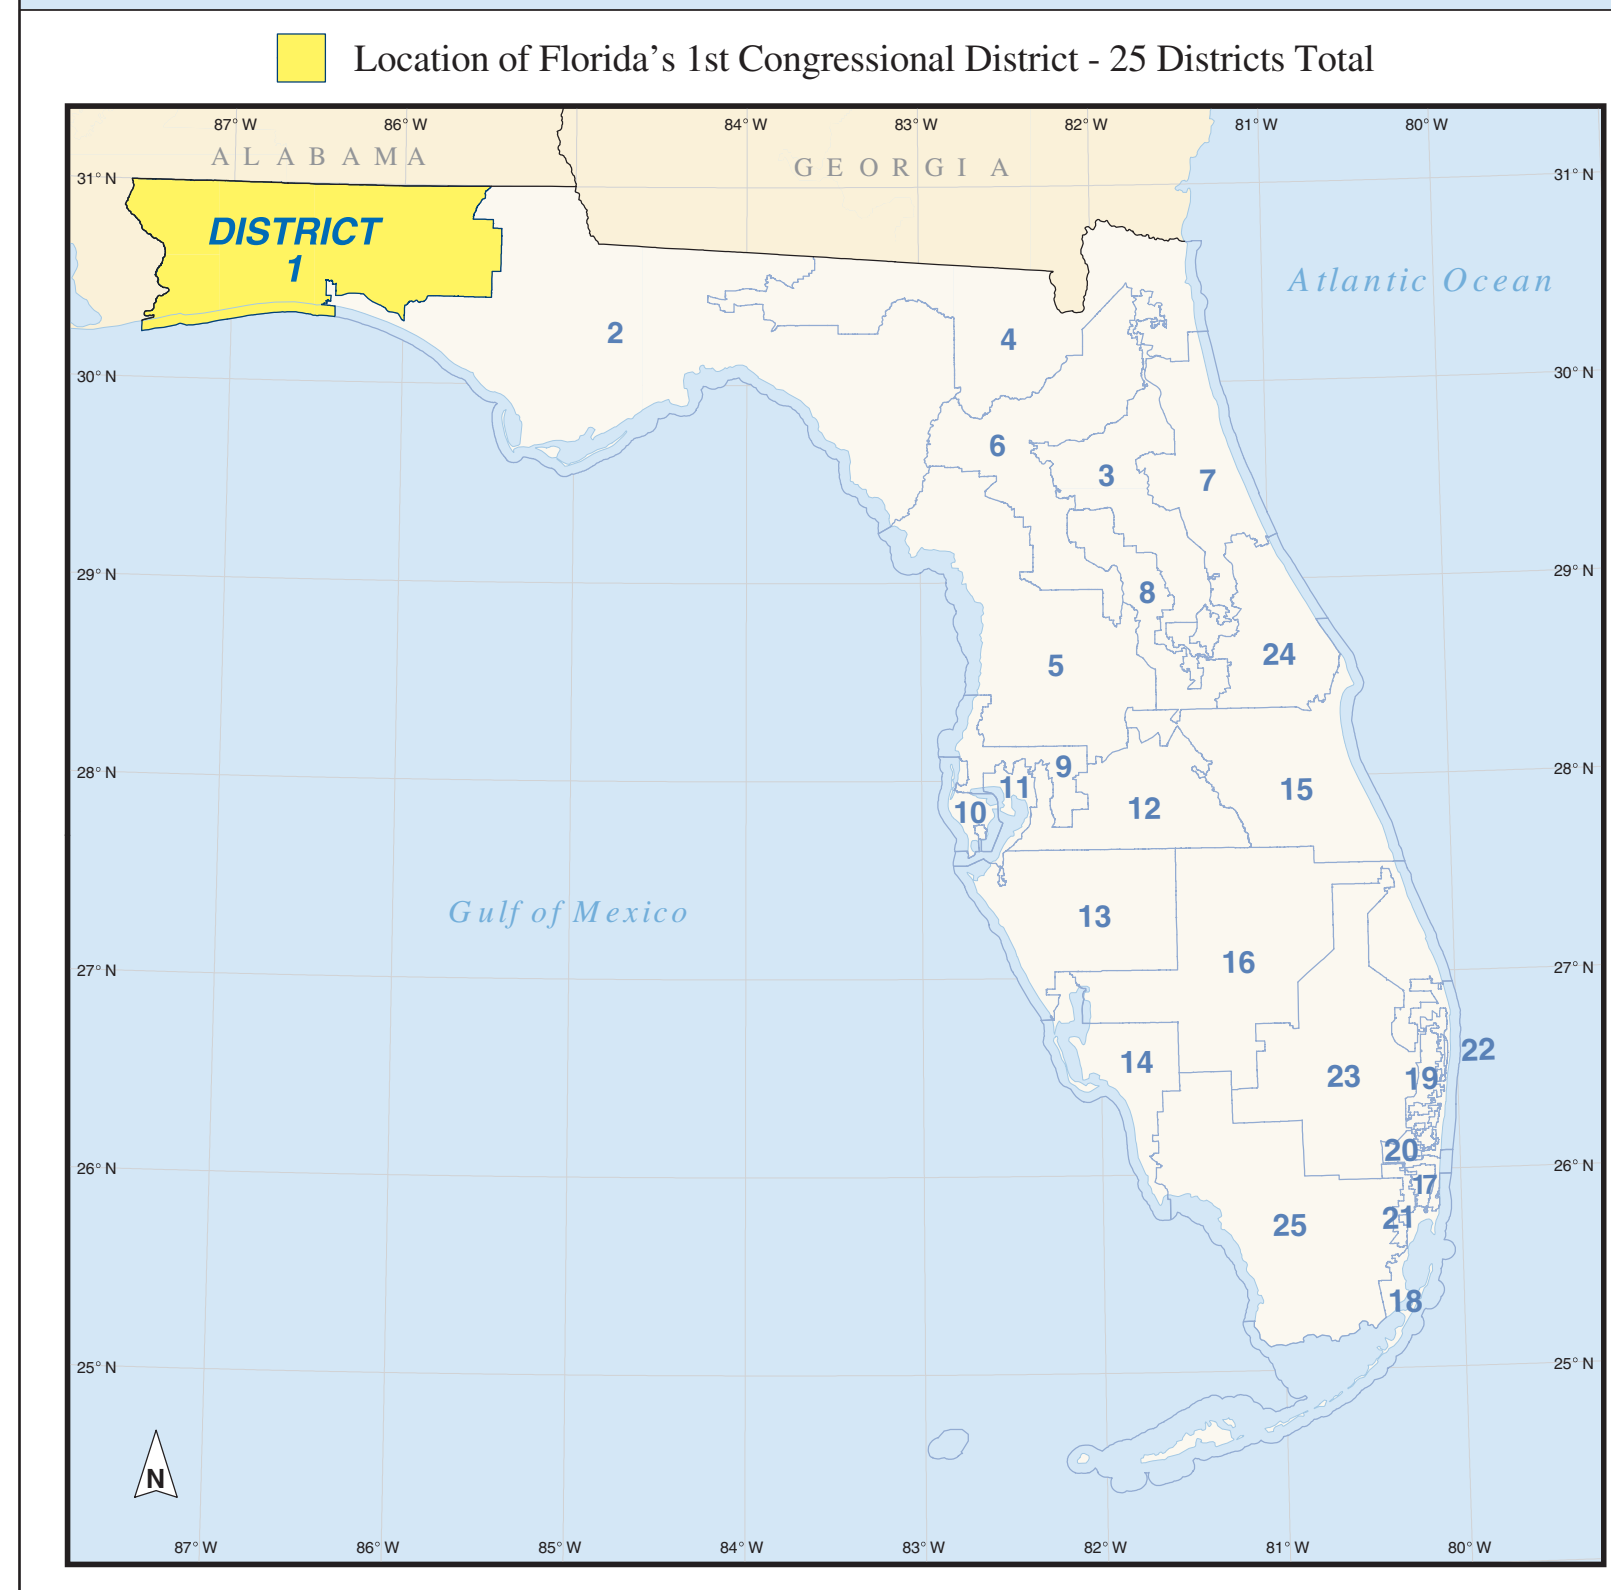 Location of Florida's 1st Congressional District - 25 Districts Total
87° W 86° W 84° W 83° W 82° W 81° W 80° W
ALABAMA
GEORGIA
31° N
31° N
DISTRICT
1
Atlantic Ocean
2
4
30° N
30° N
6
3
7
29° N
29° N
8
24
5
28° N
28° N
9
11
10
12
15
Gulf of Mexico
13
16
27° N
27° N
22
14
23
19
20
26° N
26° N
17
21
25
18
25° N
25° N
N
87° W 86° W 85° W 84° W 83° W 82° W 81° W 80° W